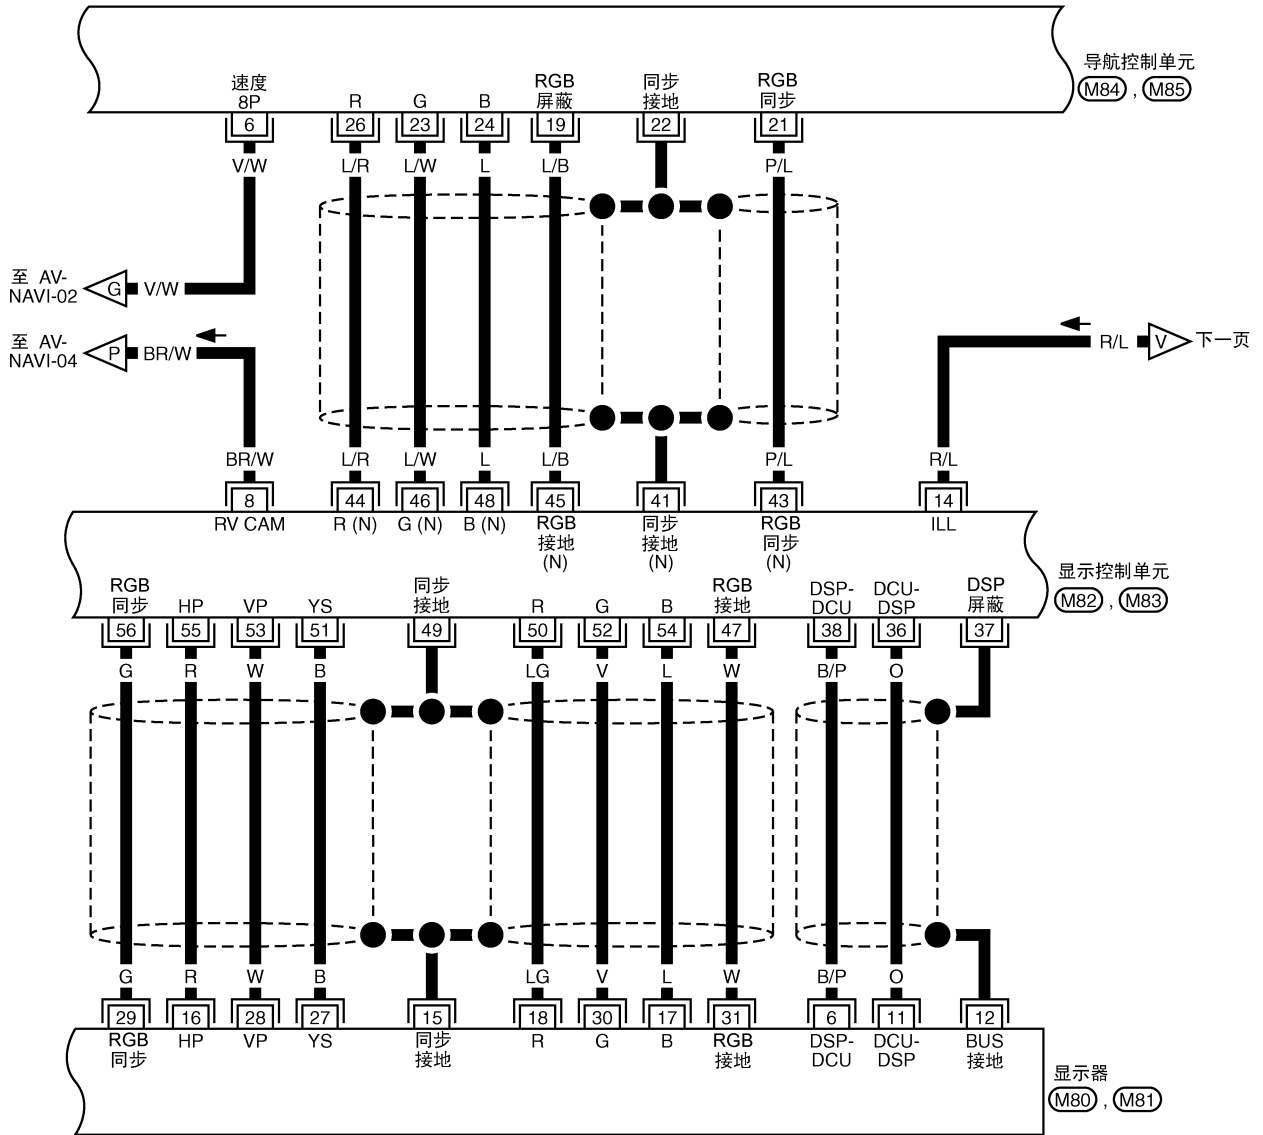 导航控制单元
M84 , M85
速度
8P
R
G
B
RGB
屏蔽
同步
接地
RGB
同步
6
26
23
24
19
22
21
V/W
L/R
L/W
L
L/B
P/L
至 AV-
NAVI-02
G
V/W
至 AV-
NAVI-04
P
BR/W
R/L
V
下一页
BR/W
L/R
L/W
L
L/B
P/L
R/L
8
44
46
48
45
41
43
14
RV CAM
R (N)
G (N)
B (N)
RGB
接地
(N)
同步
接地
(N)
RGB
同步
(N)
ILL
显示控制单元
M82 , M83
RGB
同步
HP
VP
YS
同步
接地
R
G
B
RGB
接地
DSP-
DCU
DCU-
DSP
DSP
屏蔽
56
55
53
51
49
50
52
54
47
38
36
37
G
R
W
B
LG
V
L
W
B/P
O
G
R
W
B
LG
V
L
W
B/P
O
29
16
28
27
15
18
30
17
31
6
11
12
RGB
同步
HP
VP
YS
同步
接地
R
G
B
RGB
接地
DSP-
DCU
DCU-
DSP
BUS
接地
显示器
M80 , M81